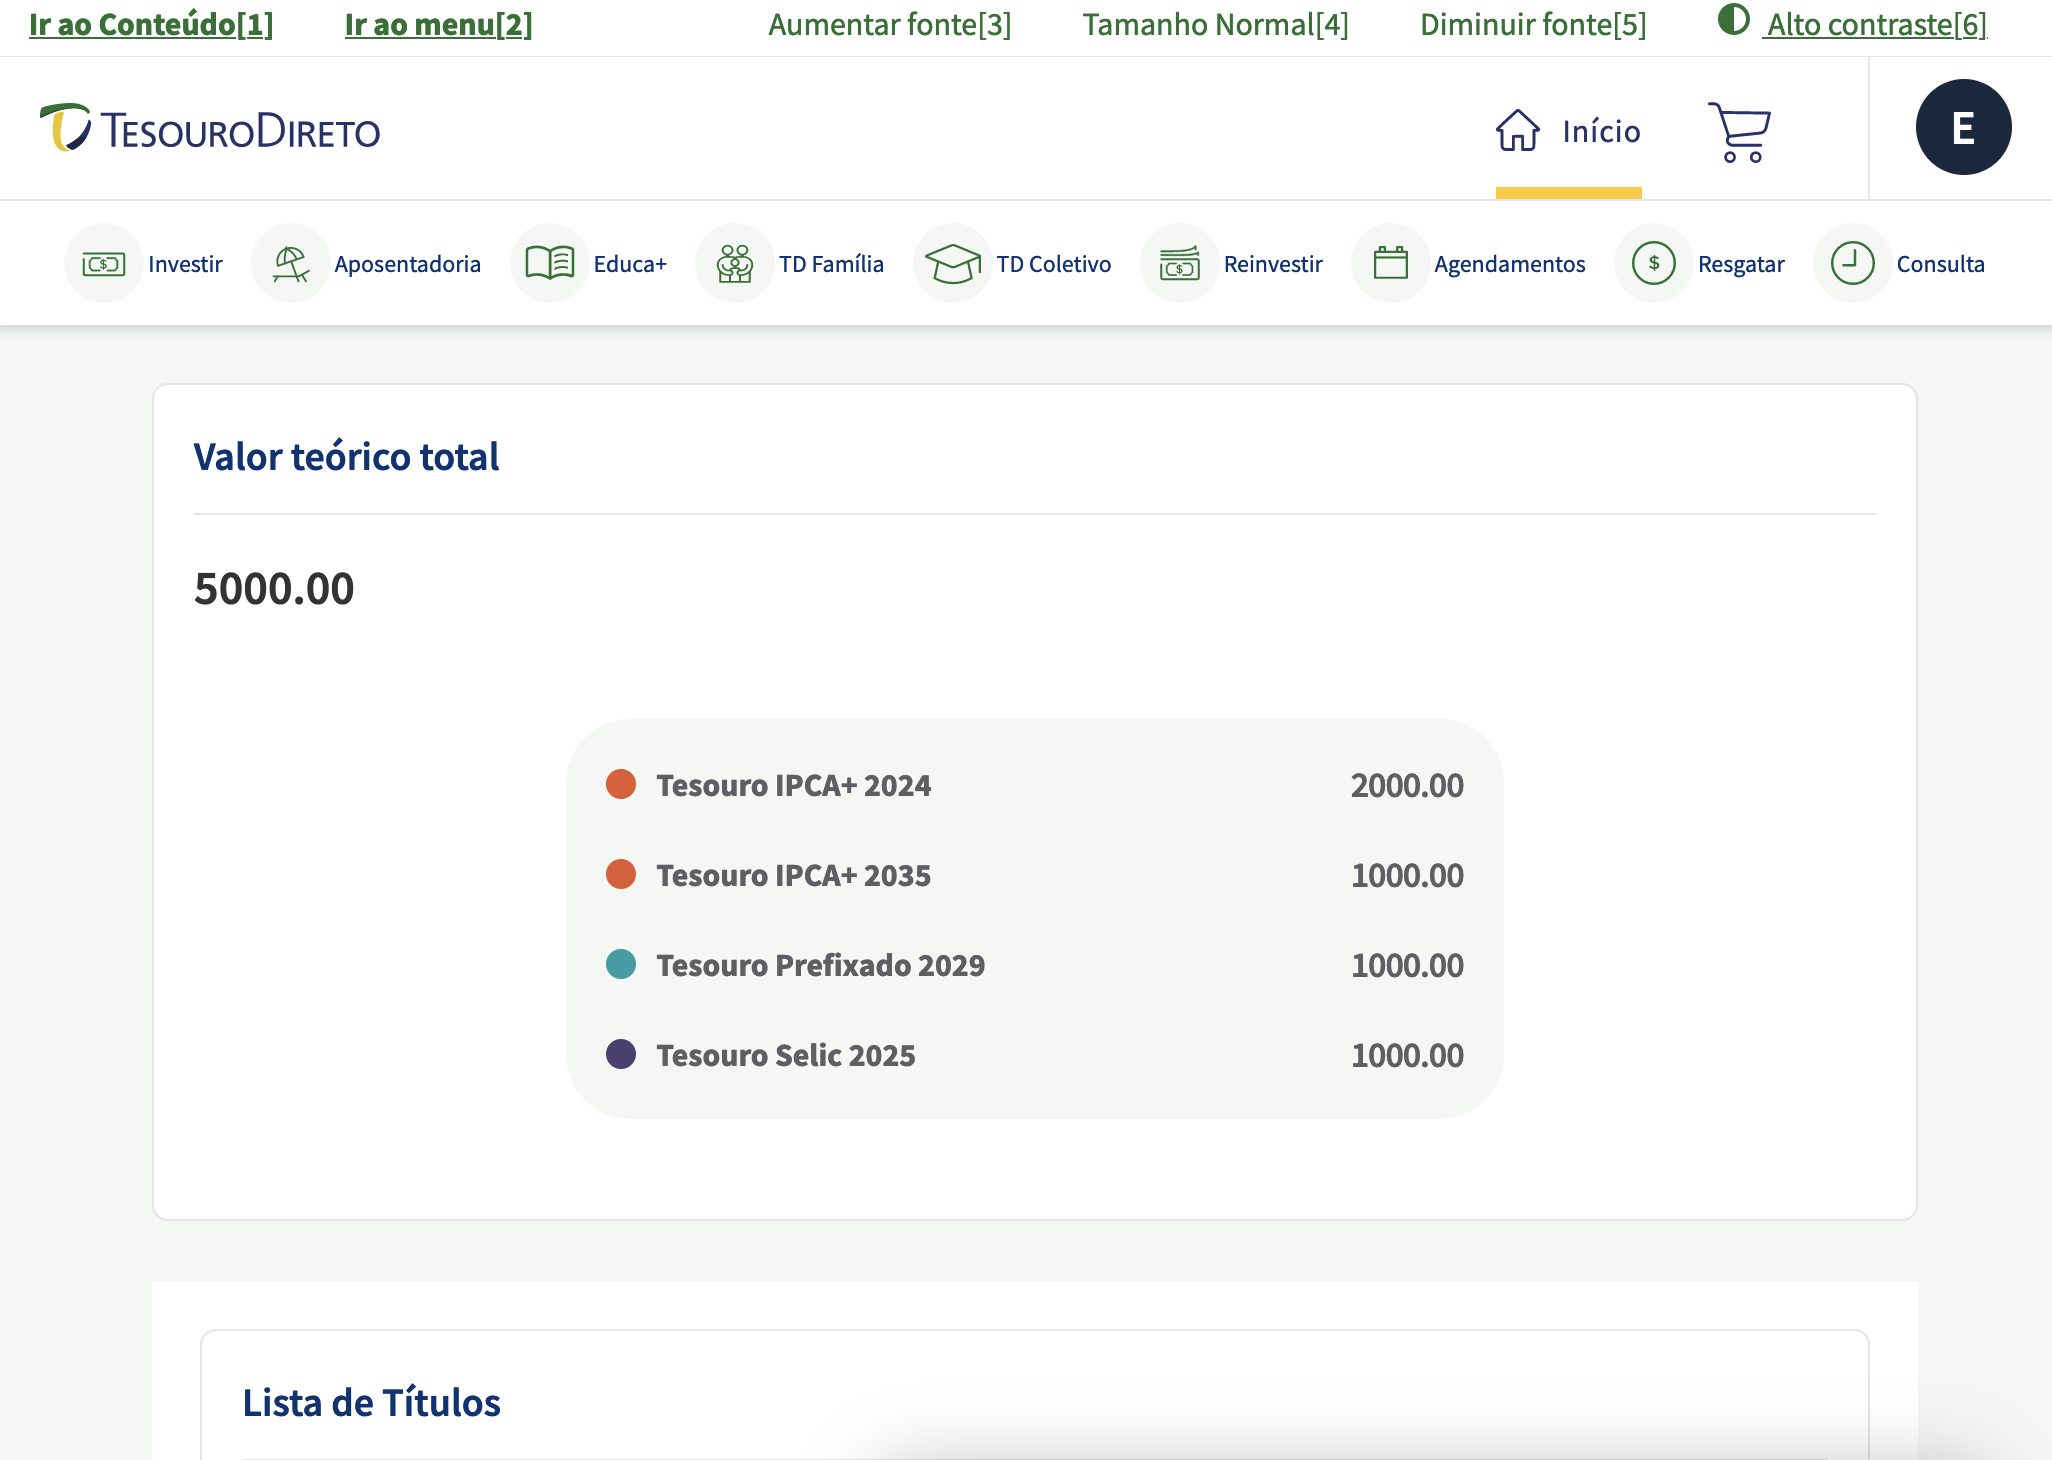 Ir ao Conteúdo[1] Ir ao menu[2] Aumentar fonte[3] Tamanho Normal[4] Diminuir fonte[5] Alto contraste[6]
TesouroDireto Início E
Investir Aposentadoria Educa+ TD Família TD Coletivo Reinvestir Agendamentos Resgatar Consulta
Valor teórico total
5000.00
Tesouro IPCA+ 2024 2000.00
Tesouro IPCA+ 2035 1000.00
Tesouro Prefixado 2029 1000.00
Tesouro Selic 2025 1000.00
Lista de Títulos